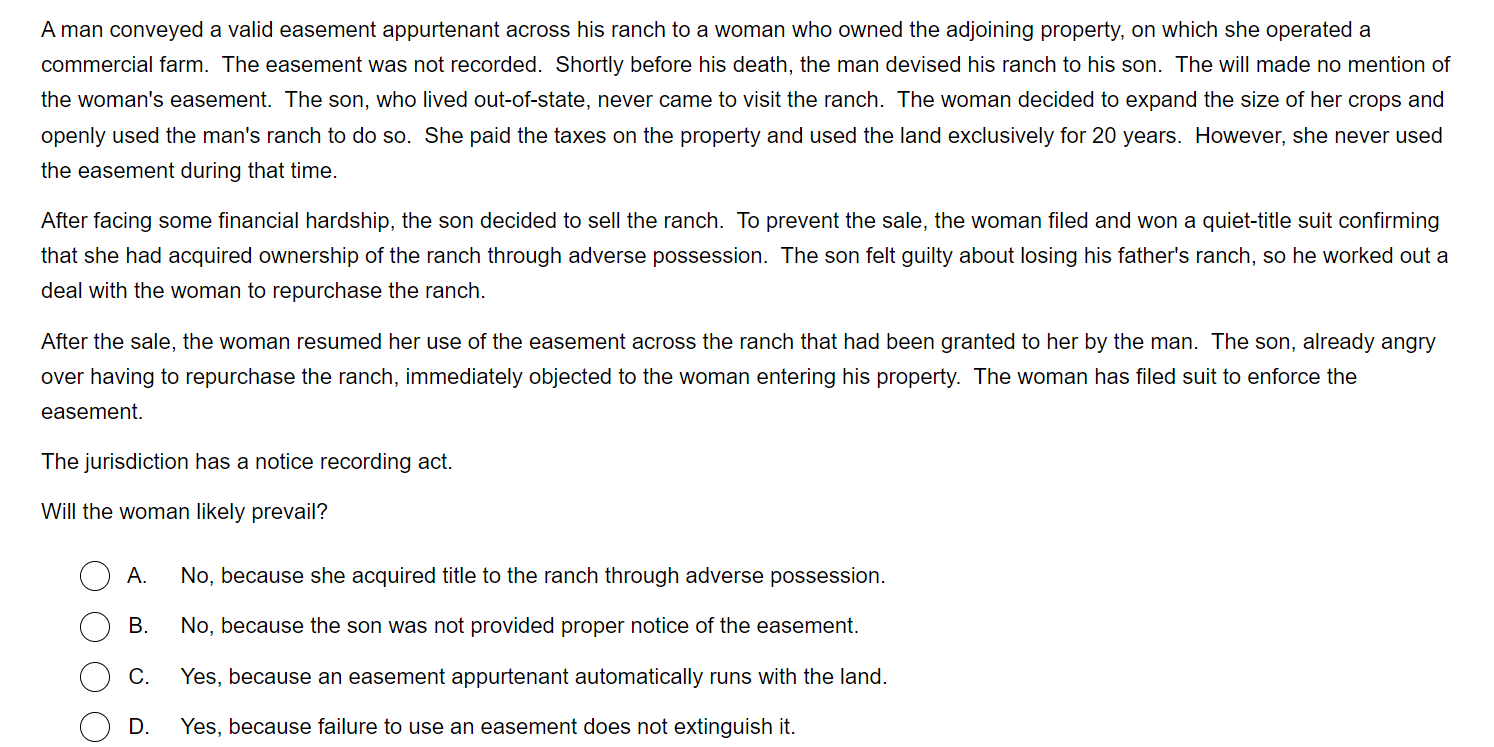 A man conveyed a valid easement appurtenant across his ranch to a woman who owned the adjoining property, on which she operated a
commercial farm.  The easement was not recorded.  Shortly before his death, the man devised his ranch to his son.  The will made no mention of
the woman's easement.  The son, who lived out-of-state, never came to visit the ranch.  The woman decided to expand the size of her crops and
openly used the man's ranch to do so.  She paid the taxes on the property and used the land exclusively for 20 years.  However, she never used
the easement during that time.
After facing some financial hardship, the son decided to sell the ranch.  To prevent the sale, the woman filed and won a quiet-title suit confirming
that she had acquired ownership of the ranch through adverse possession.  The son felt guilty about losing his father's ranch, so he worked out a
deal with the woman to repurchase the ranch.
After the sale, the woman resumed her use of the easement across the ranch that had been granted to her by the man.  The son, already angry
over having to repurchase the ranch, immediately objected to the woman entering his property.  The woman has filed suit to enforce the
easement.
The jurisdiction has a notice recording act.
Will the woman likely prevail?
A. No, because she acquired title to the ranch through adverse possession.
B. No, because the son was not provided proper notice of the easement.
C. Yes, because an easement appurtenant automatically runs with the land.
D. Yes, because failure to use an easement does not extinguish it.